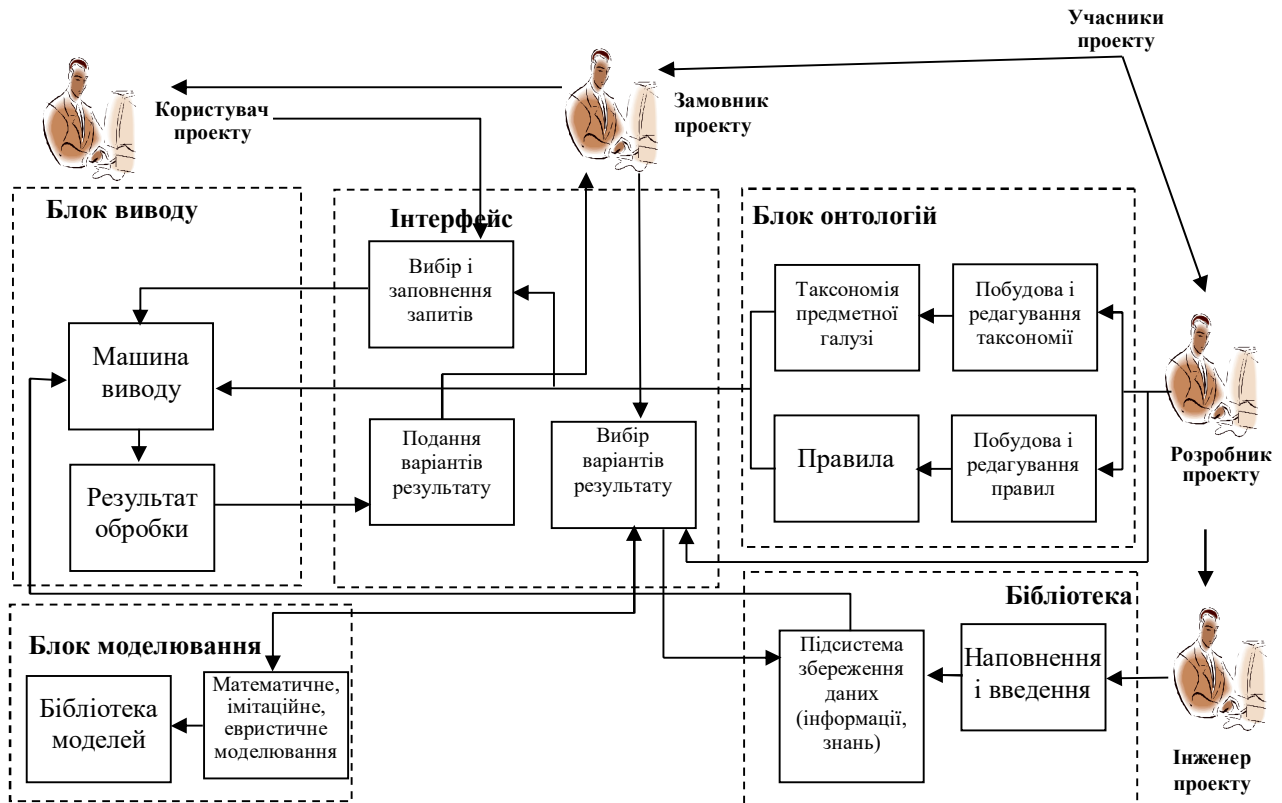 Учасники
проекту
Користувач
проекту
Замовник
проекту
Блок виводу
Інтерфейс
Блок онтологій
Вибір і
заповнення
запитів
Таксономія
предметної
галузі
Побудова і
редагування
таксономії
Машина
виводу
Подання
варіантів
результату
Вибір
варіантів
результату
Правила
Побудова і
редагування
правил
Розробник
проекту
Результат
обробки
Бібліотека
Блок моделювання
Підсистема
збереження
даних
(інформації,
знань)
Наповнення
і введення
Бібліотека
моделей
Математичне,
імітаційне,
евристичне
моделювання
Інженер
проекту